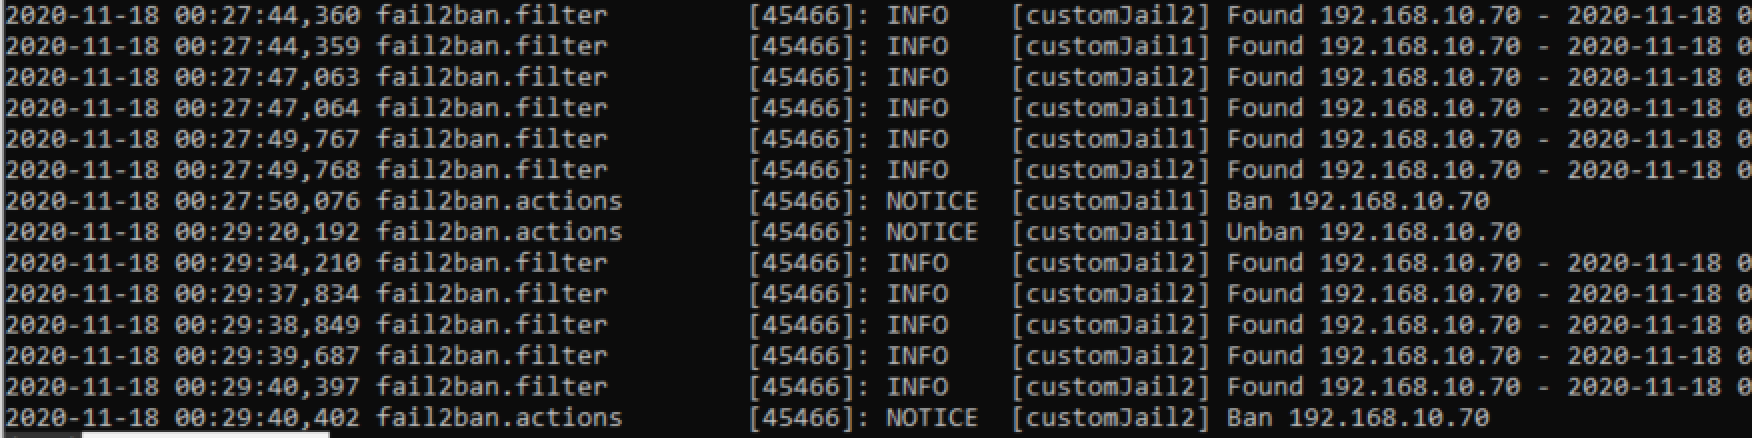 2020-11-18 00:27:44,360 fail2ban.filter [45466]: INFO [customJail2] Found 192.168.10.70 - 2020-11-18 0
2020-11-18 00:27:44,359 fail2ban.filter [45466]: INFO [customJail1] Found 192.168.10.70 - 2020-11-18 0
2020-11-18 00:27:47,063 fail2ban.filter [45466]: INFO [customJail2] Found 192.168.10.70 - 2020-11-18 0
2020-11-18 00:27:47,064 fail2ban.filter [45466]: INFO [customJail1] Found 192.168.10.70 - 2020-11-18 0
2020-11-18 00:27:49,767 fail2ban.filter [45466]: INFO [customJail1] Found 192.168.10.70 - 2020-11-18 0
2020-11-18 00:27:49,768 fail2ban.filter [45466]: INFO [customJail2] Found 192.168.10.70 - 2020-11-18 0
2020-11-18 00:27:50,076 fail2ban.actions [45466]: NOTICE [customJail1] Ban 192.168.10.70
2020-11-18 00:29:20,192 fail2ban.actions [45466]: NOTICE [customJail1] Unban 192.168.10.70
2020-11-18 00:29:34,210 fail2ban.filter [45466]: INFO [customJail2] Found 192.168.10.70 - 2020-11-18 0
2020-11-18 00:29:37,834 fail2ban.filter [45466]: INFO [customJail2] Found 192.168.10.70 - 2020-11-18 0
2020-11-18 00:29:38,849 fail2ban.filter [45466]: INFO [customJail2] Found 192.168.10.70 - 2020-11-18 0
2020-11-18 00:29:39,687 fail2ban.filter [45466]: INFO [customJail2] Found 192.168.10.70 - 2020-11-18 0
2020-11-18 00:29:40,397 fail2ban.filter [45466]: INFO [customJail2] Found 192.168.10.70 - 2020-11-18 0
2020-11-18 00:29:40,402 fail2ban.actions [45466]: NOTICE [customJail2] Ban 192.168.10.70